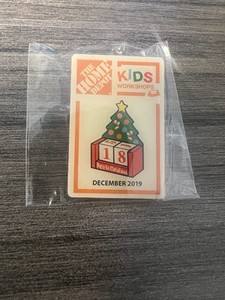 THE
HOME
DEPOT
KIDS
WORKSHOPS
1 8
DECEMBER 2019